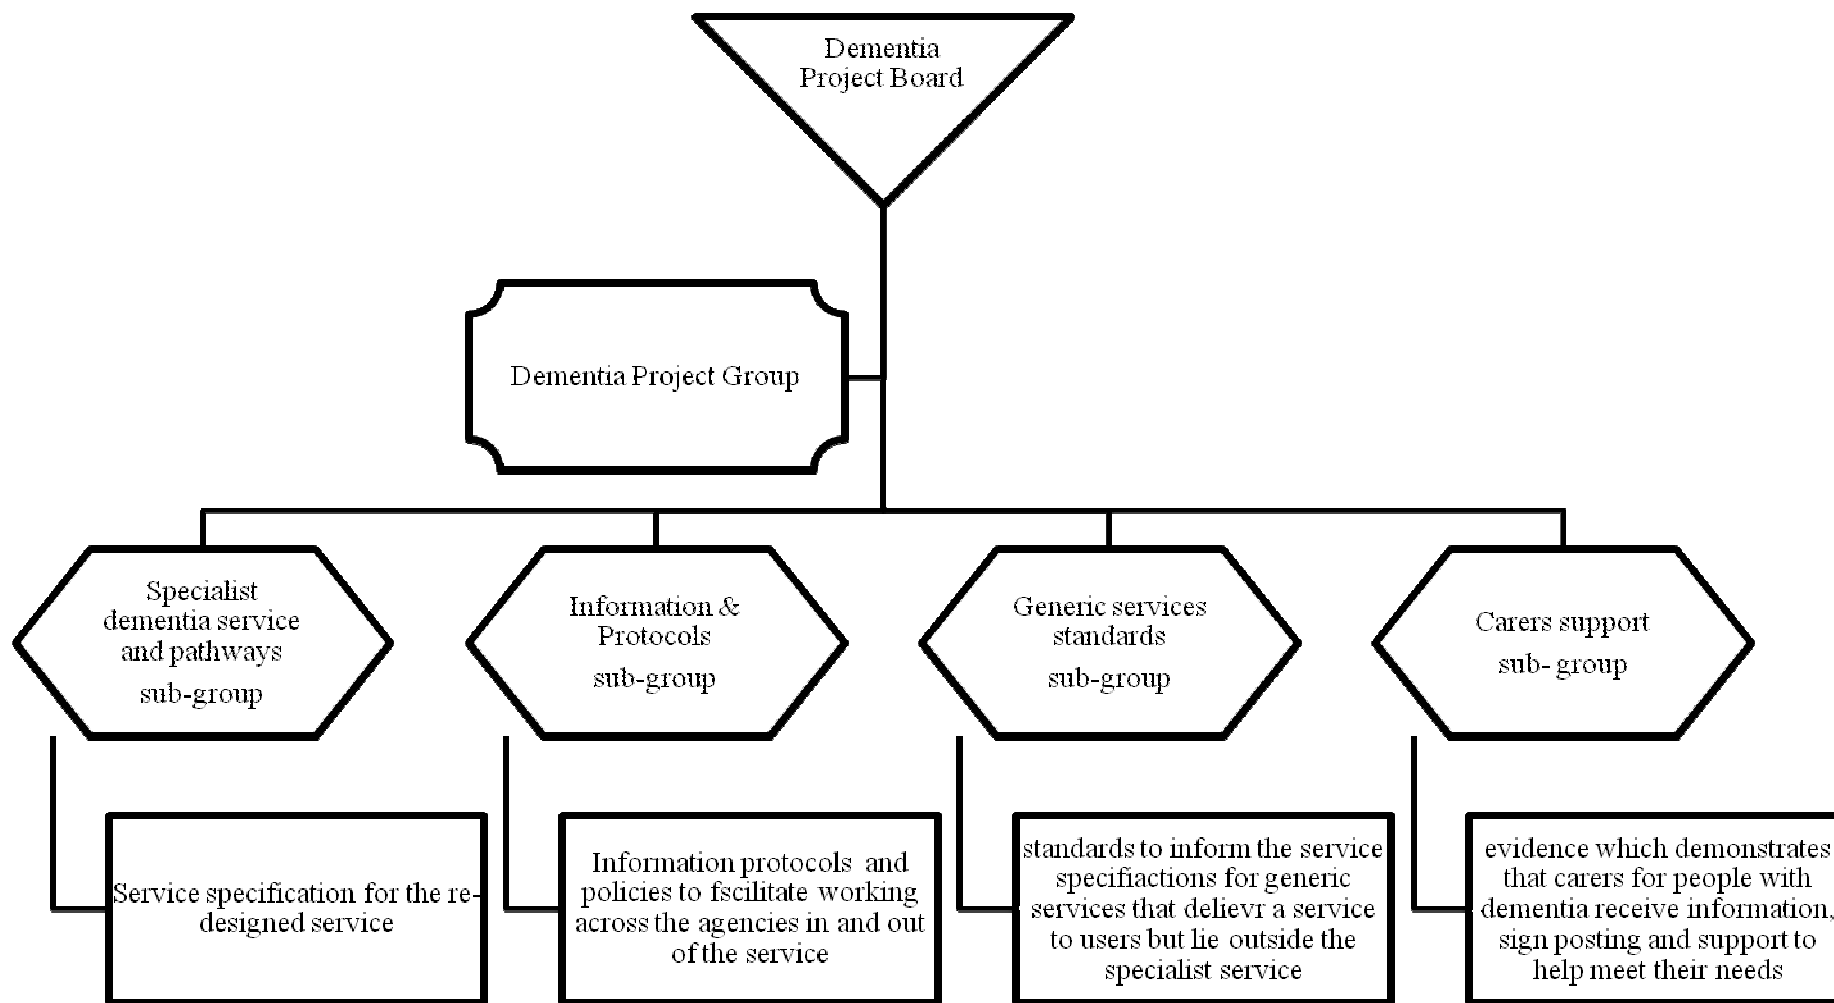 Dementia
Project Board
Dementia Project Group
Specialist
dementia service
and pathways
sub-group
Information &
Protocols
sub-group
Generic services
standards
sub-group
Carers support
sub- group
Service specification for the re-
designed service
Information protocols and
policies to fscilitate working
across the agencies in and out
of the service
standards to inform the service
specifiactions for generic
services that delievr a service
to users but lie outside the
specialist service
evidence which demonstrates
that carers for people with
dementia receive information,
sign posting and support to
help meet their needs